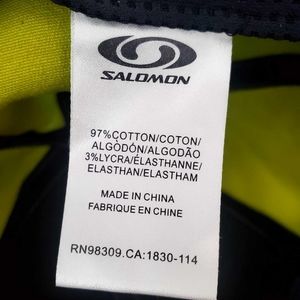 SALOMON
97%COTTON/COTON/
ALGODÓN/ALGODÃO
3%LYCRA/ÉLASTHANNE/
ELASTHAN/ELASTHAM
MADE IN CHINA
FABRIQUE EN CHINE
RN98309.CA:1830-114